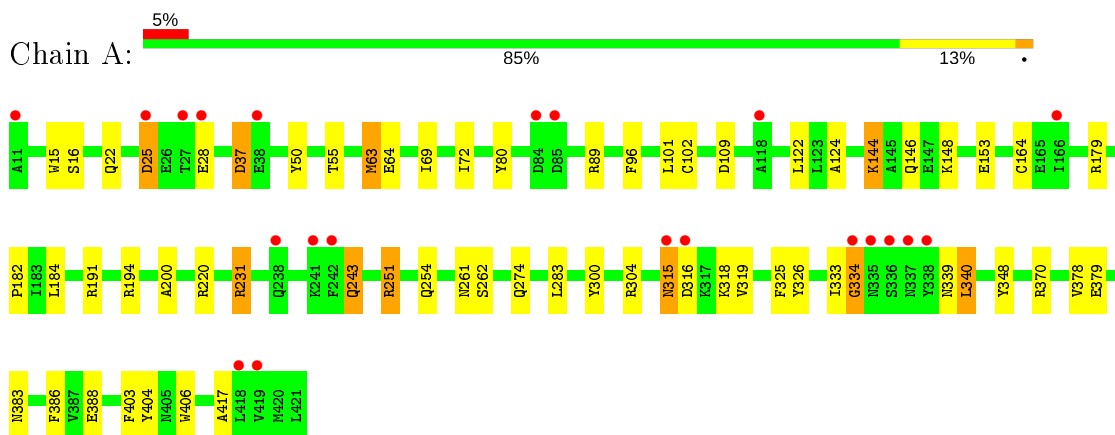 5%
Chain A:
85% 13% •
A11 W15 S16 Q22 D25 E26 T27 E28 D37 E38 Y50 T55 M63 E64 I69 I72 Y80 D84 D85 R89 F96 L101 C102 D109 A118 L122 L123 A124 K144 A145 Q146 E147 K148 E153 C164 E165 I166 R179
P182 I183 L184 R191 R194 A200 R220 R231 Q238 K241 F242 Q243 R251 Q254 N261 S262 Q274 L283 Y300 R304 N315 D316 K317 K318 V319 F325 Y326 I333 G334 N335 S336 N337 Y338 N339 L340 Y348 R370 V378 E379
N383 F386 V387 E388 F403 Y404 N405 W406 A417 L418 V419 M420 L421